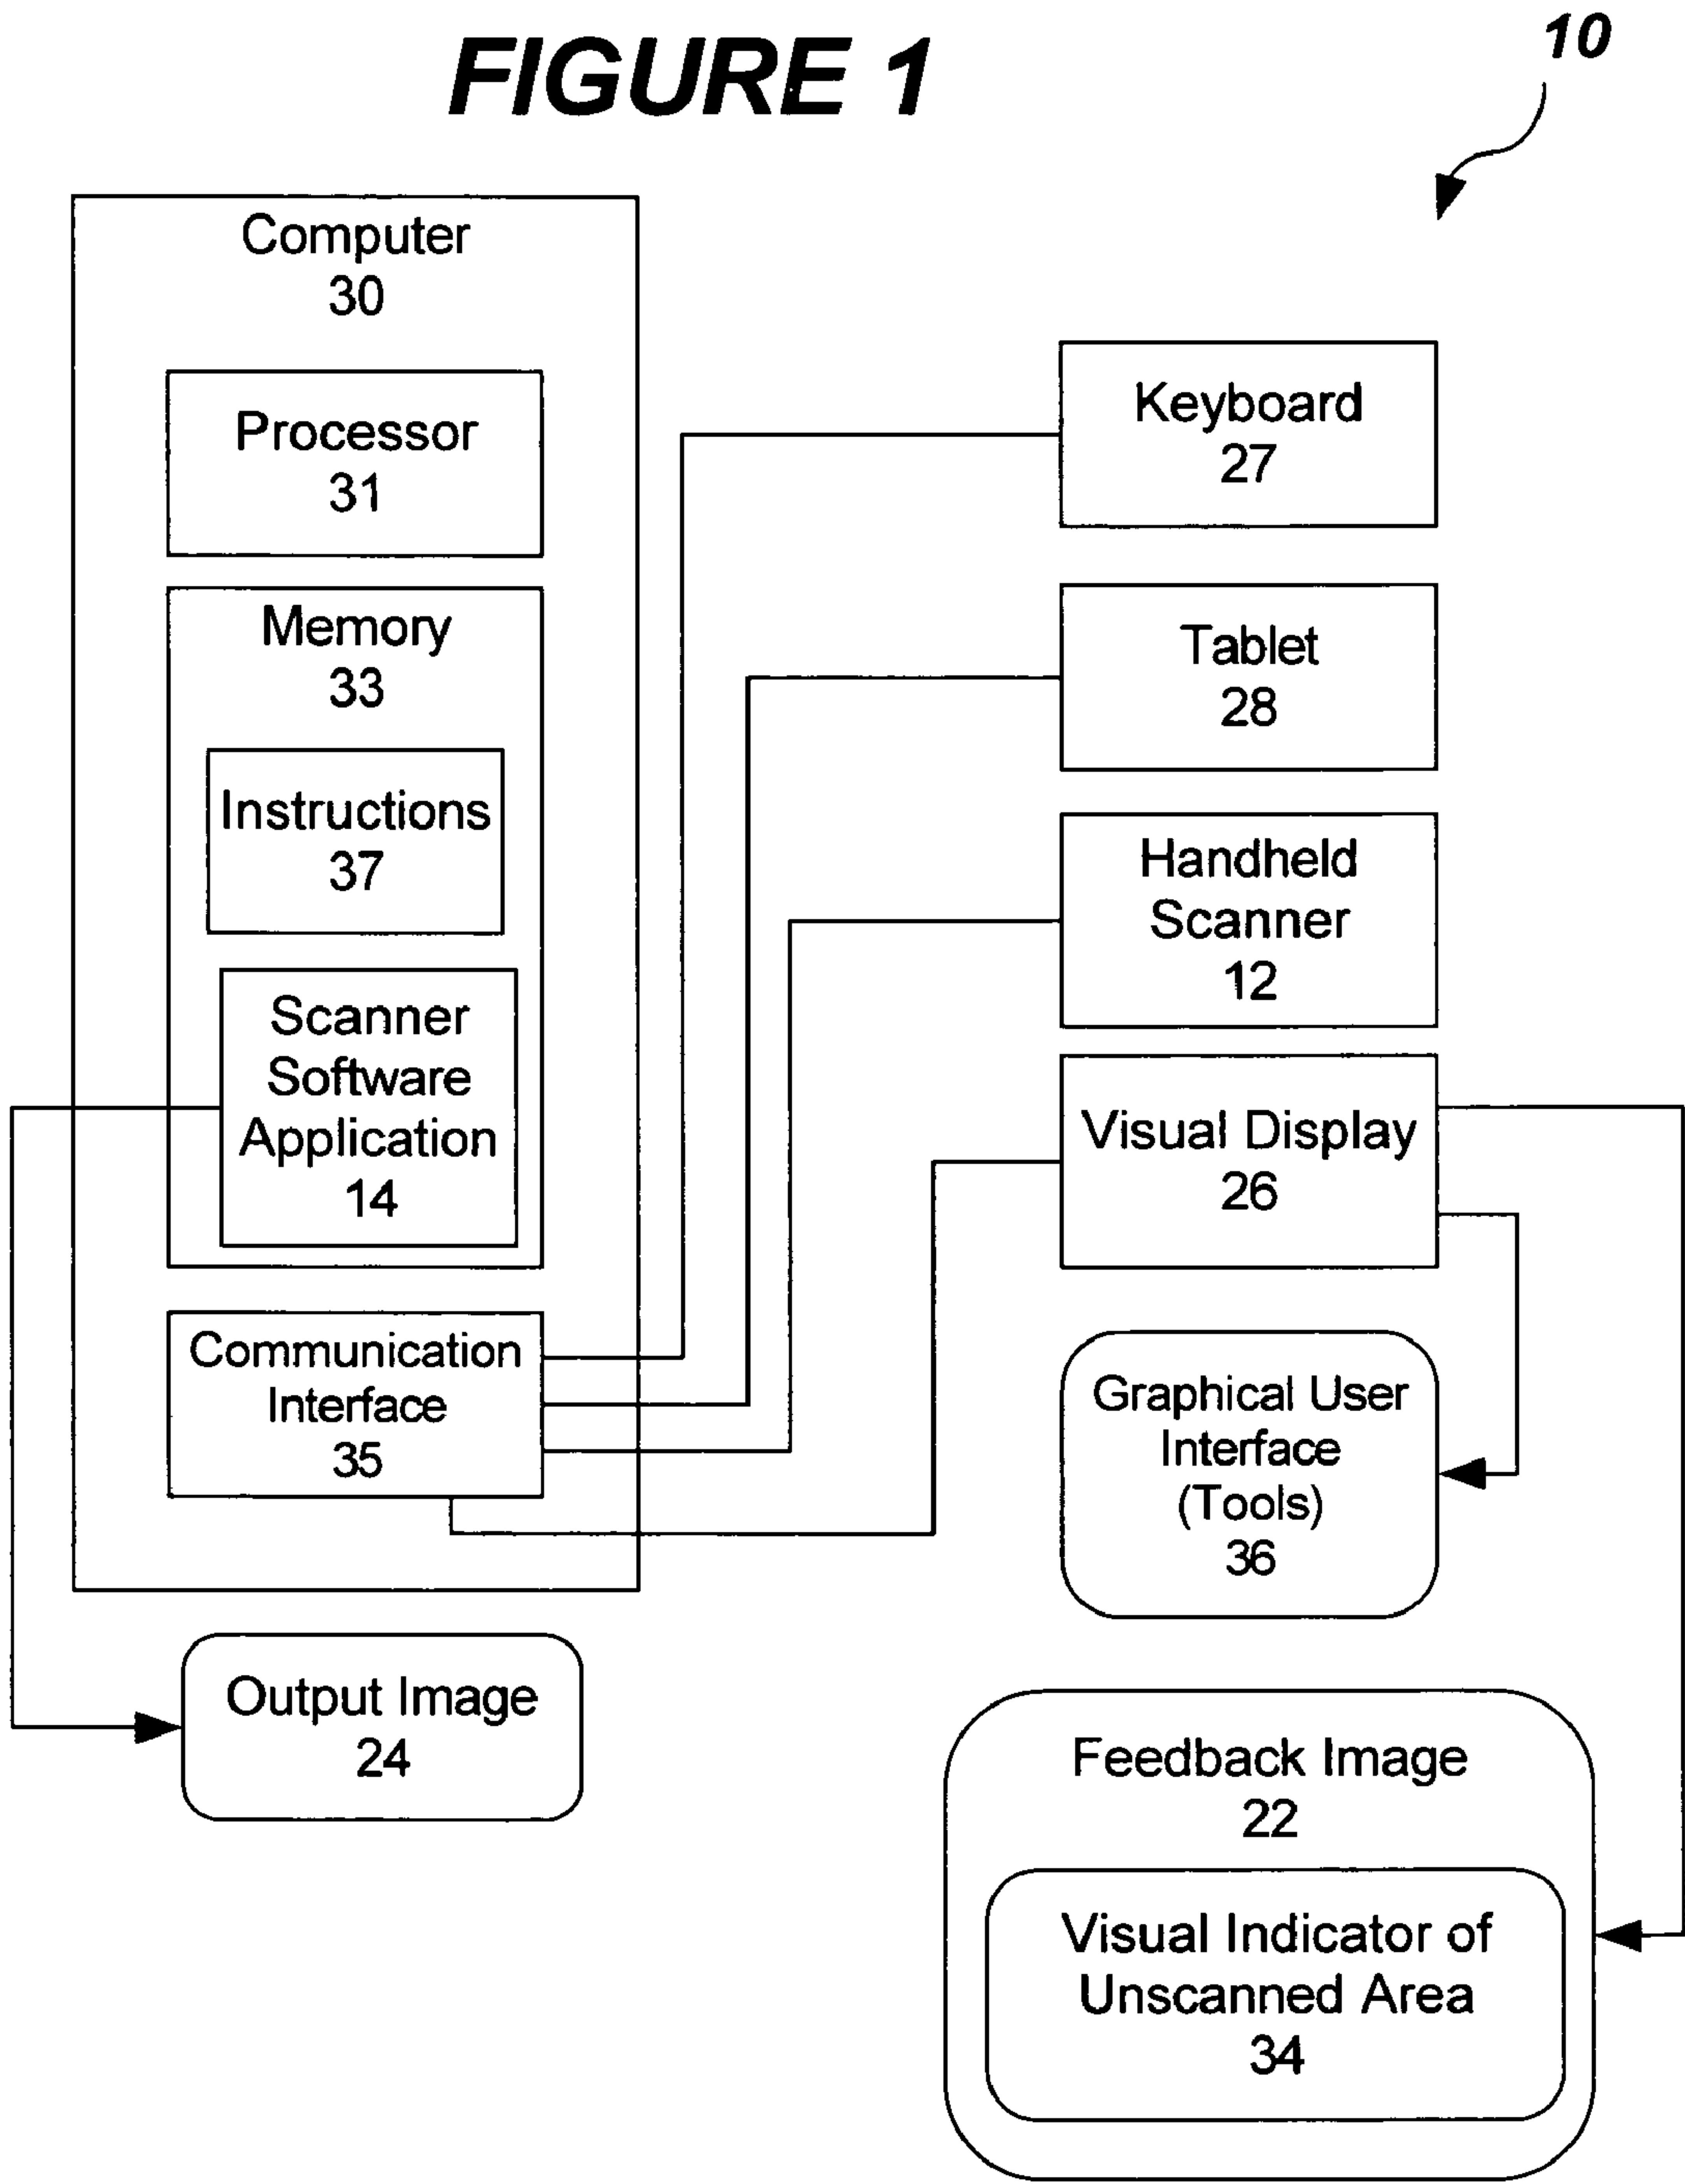 FIGURE 1
10
Computer
30
Processor
31
Memory
33
Instructions
37
Scanner
Software
Application
14
Communication
Interface
35
Output Image
24
Keyboard
27
Tablet
28
Handheld
Scanner
12
Visual Display
26
Graphical User
Interface
(Tools)
36
Feedback Image
22
Visual Indicator of
Unscanned Area
34